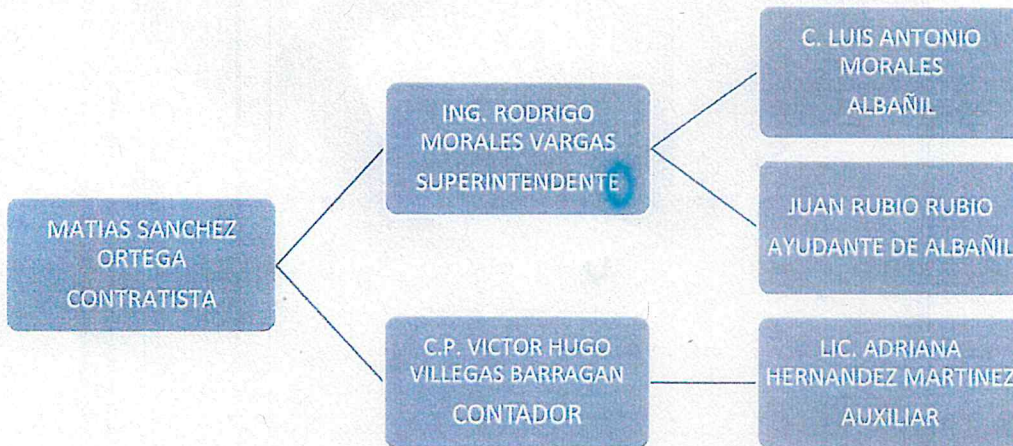 MATIAS SANCHEZ
ORTEGA
CONTRATISTA
ING. RODRIGO
MORALES VARGAS
SUPERINTENDENTE
C. LUIS ANTONIO
MORALES
ALBAÑIL
JUAN RUBIO RUBIO
AYUDANTE DE ALBAÑIL
C.P. VICTOR HUGO
VILLEGAS BARRAGAN
CONTADOR
LIC. ADRIANA
HERNANDEZ MARTINEZ
AUXILIAR